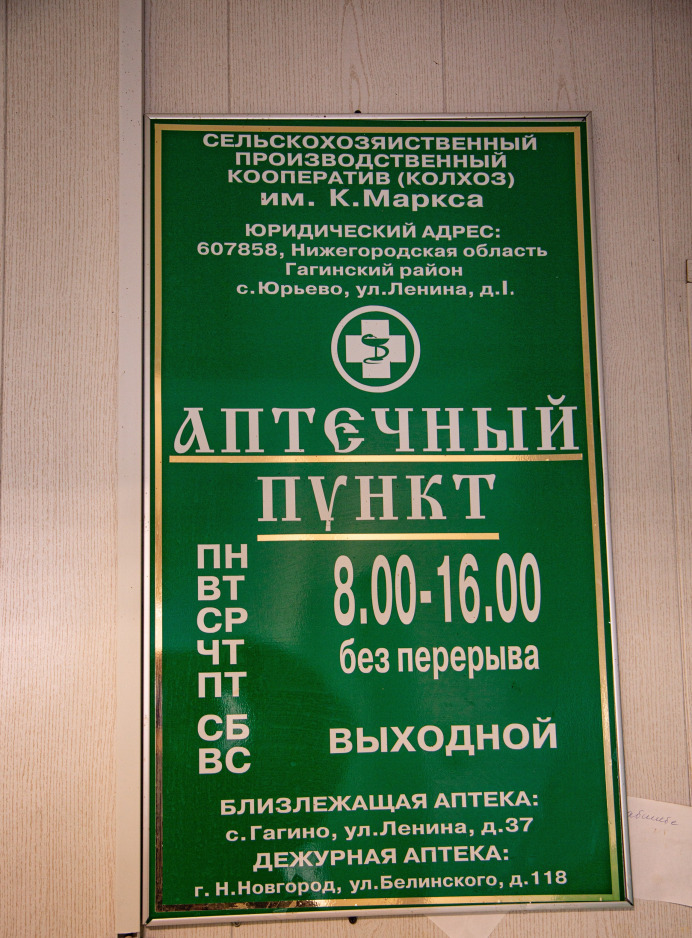 СЕЛЬСКОХОЗЯИСТВЕННЫЙ
ПРОИЗВОДСТВЕННЫЙ
КООПЕРАТИВ (КОЛХОЗ)
им. К.Маркса
ЮРИДИЧЕСКИЙ АДРЕС:
607858, Нижегородская область
Гагинский район
с.Юрьево, ул.Ленина, д.I.
АПТЕЧНЫЙ
ПУНКТ
ПН
ВТ
СР
ЧТ
ПТ
8.00-16.00
без перерыва
СБ
ВС
ВЫХОДНОЙ
БЛИЗЛЕЖАЩАЯ АПТЕКА:
с.Гагино, ул.Ленина, д.37
ДЕЖУРНАЯ АПТЕКА:
г. Н.Новгород, ул.Белинского, д.118